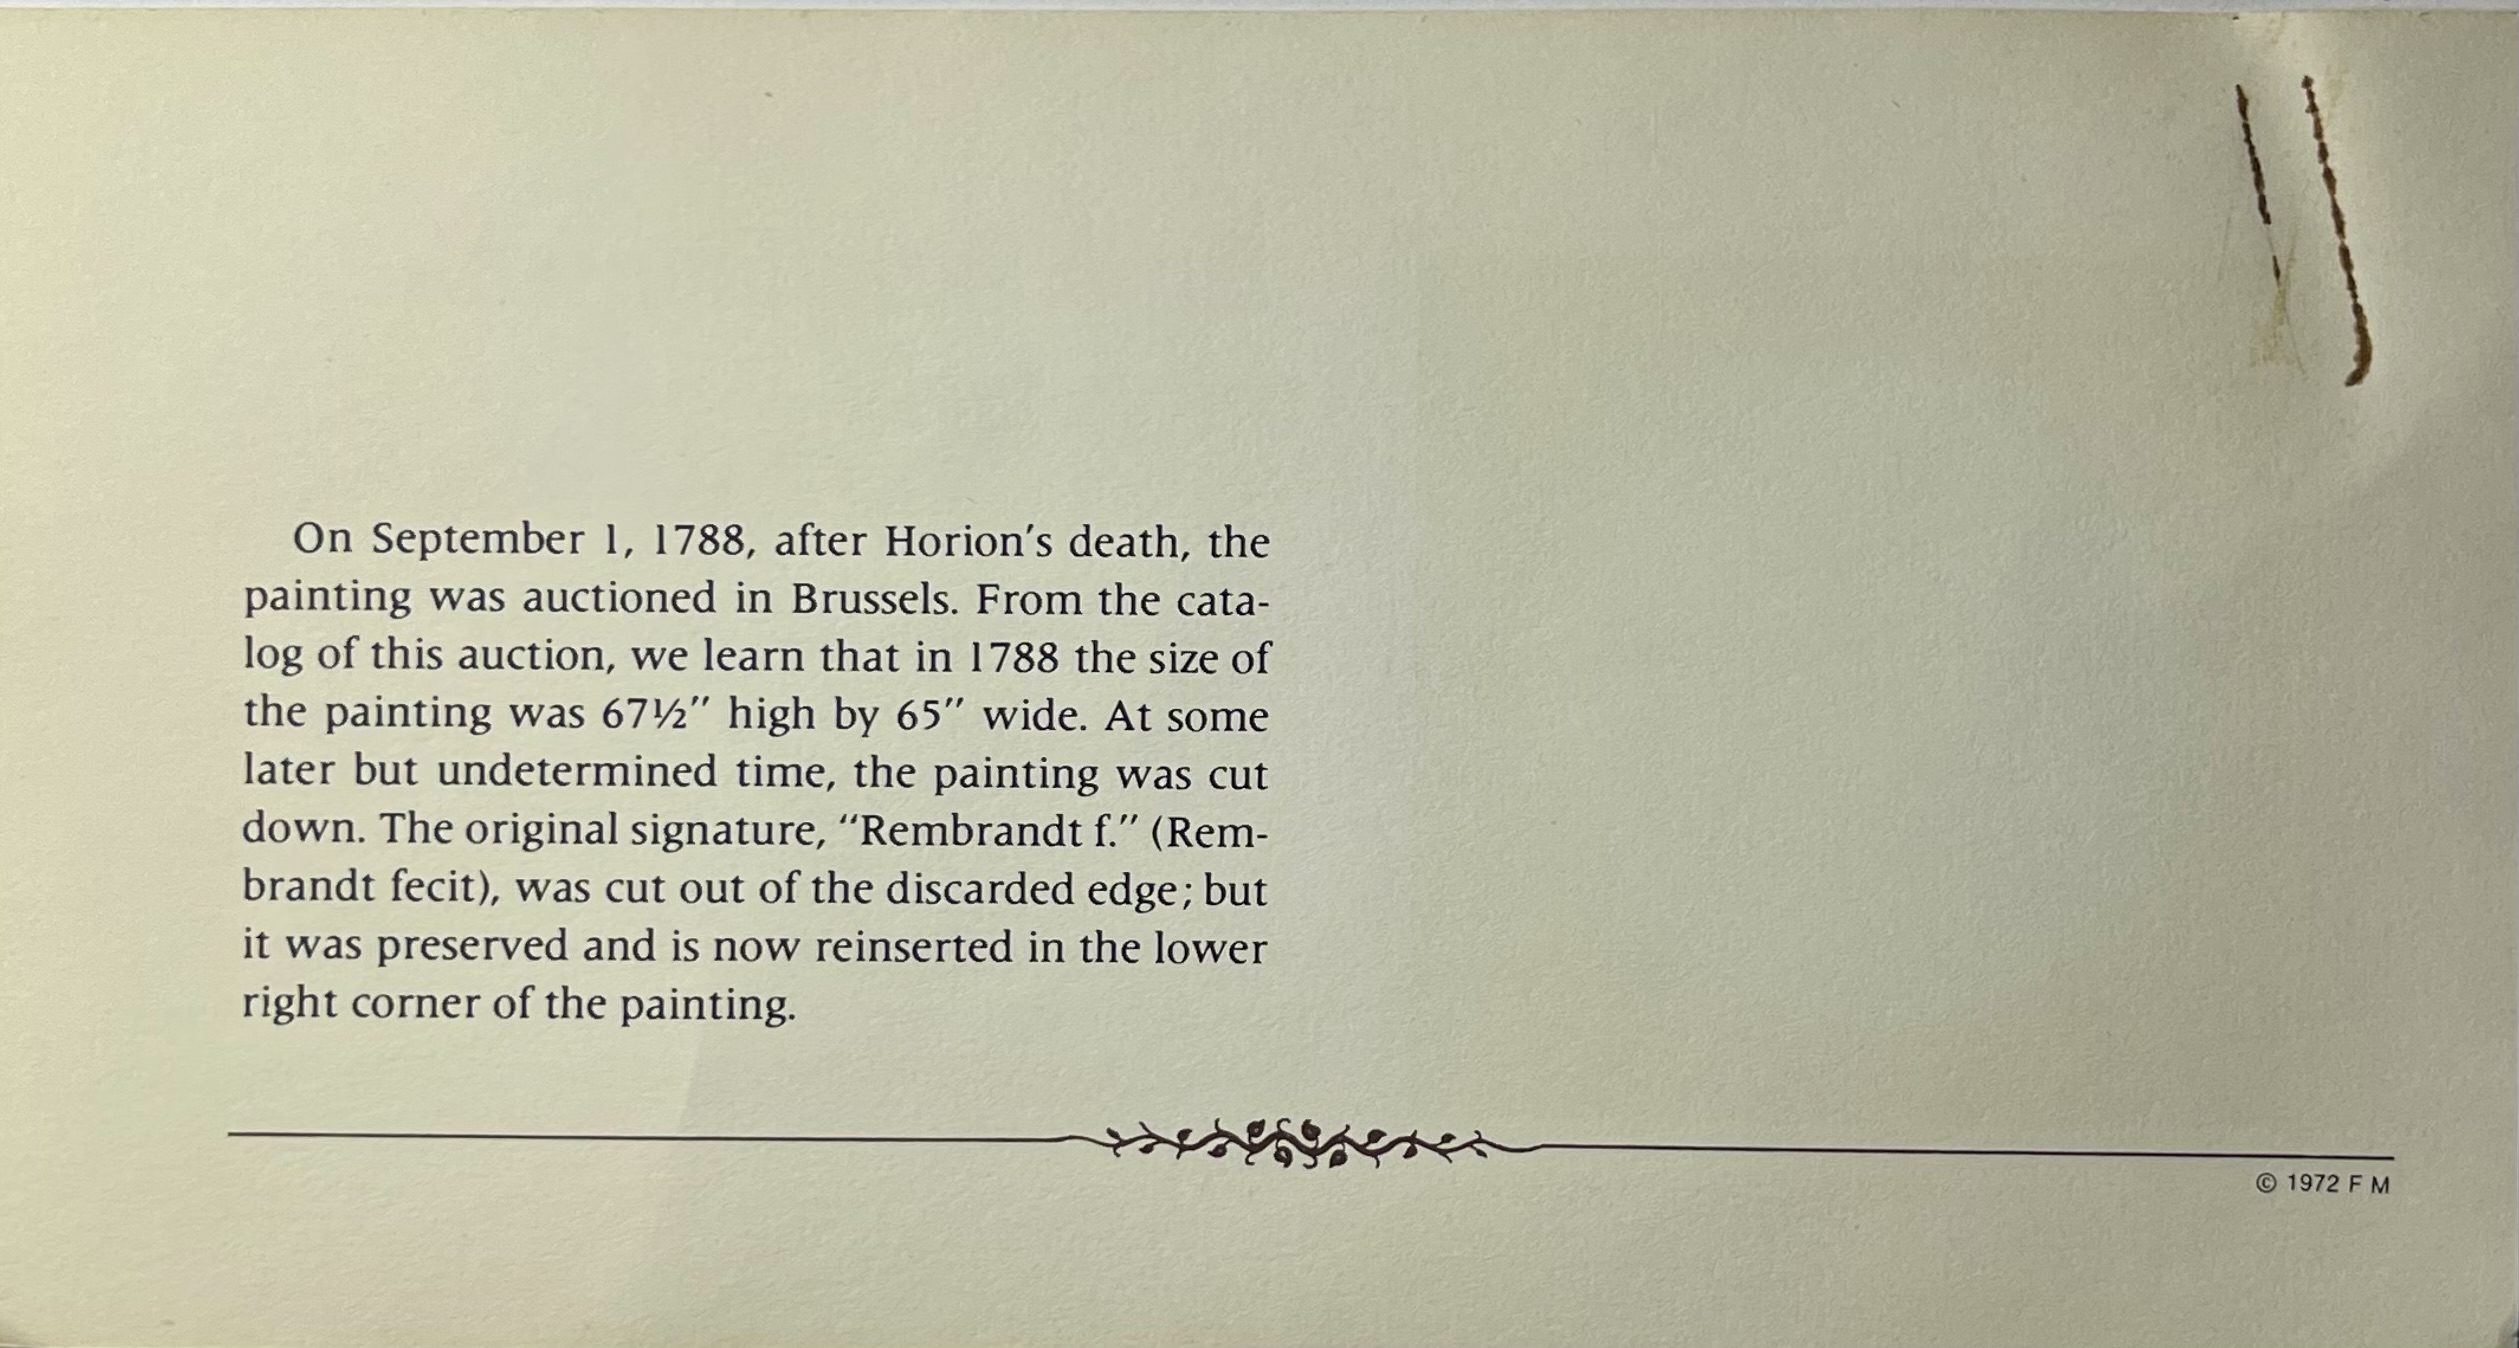 On September 1, 1788, after Horion's death, the
painting was auctioned in Brussels. From the cata-
log of this auction, we learn that in 1788 the size of
the painting was 67½″ high by 65″ wide. At some
later but undetermined time, the painting was cut
down. The original signature, “Rembrandt f.” (Rem-
brandt fecit), was cut out of the discarded edge; but
it was preserved and is now reinserted in the lower
right corner of the painting.
© 1972 F M